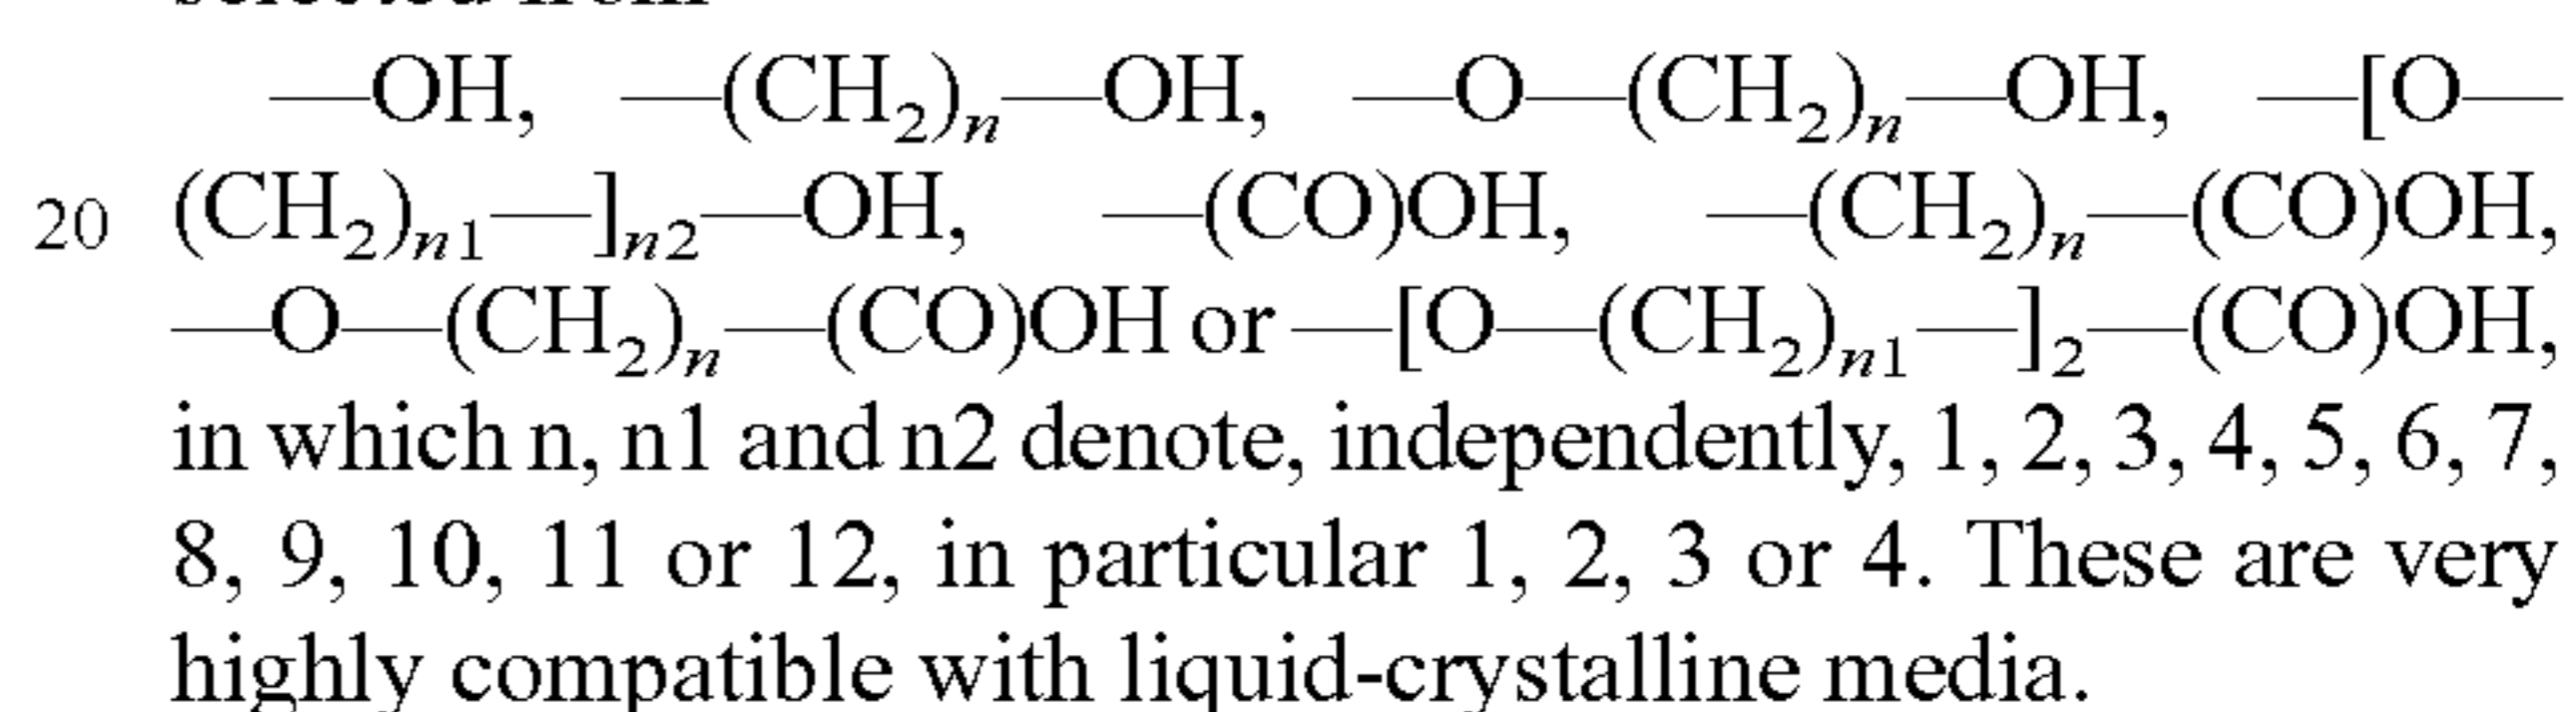 selected from
—OH, —(CH₂)ₙ—OH, —O—(CH₂)ₙ—OH, —[O—
20 (CH₂)ₙ₁—]ₙ₂—OH, —(CO)OH, —(CH₂)ₙ—(CO)OH,
—O—(CH₂)ₙ—(CO)OH or —[O—(CH₂)ₙ₁—]₂—(CO)OH,
in which n, n1 and n2 denote, independently, 1, 2, 3, 4, 5, 6, 7,
8, 9, 10, 11 or 12, in particular 1, 2, 3 or 4. These are very
highly compatible with liquid-crystalline media.